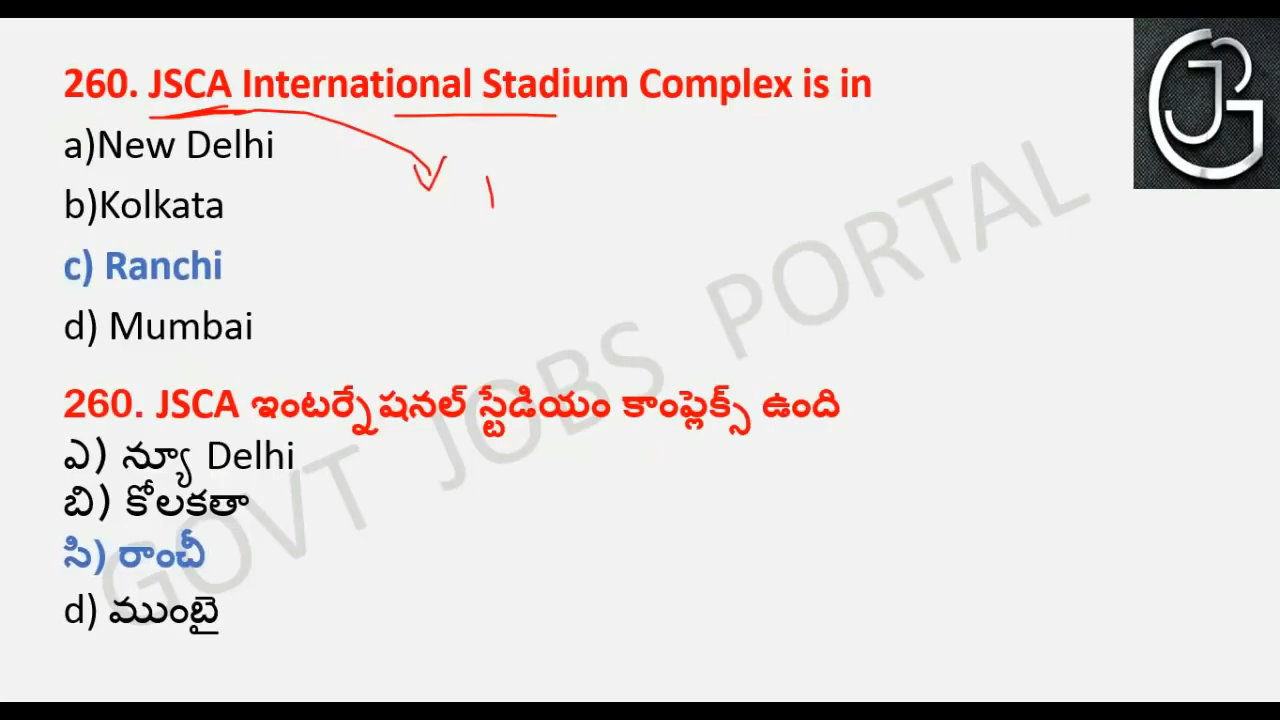 260. JSCA International Stadium Complex is in
a)New Delhi
b)Kolkata
c) Ranchi
d) Mumbai
260. JSCA ఇంటర్నేషనల్ స్టేడియం కాంప్లెక్స్ ఉంది
ఎ) న్యూ Delhi
బి) కోలకతా
సి) రాంచీ
d) ముంబై
GOVT JOBS PORTAL
GJ